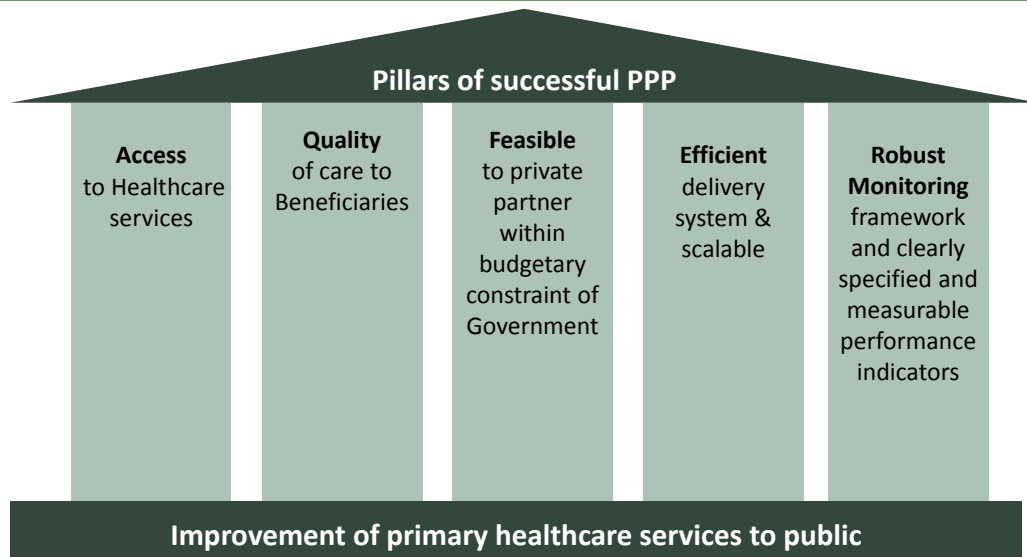 Pillars of successful PPP
Access
to Healthcare
services
Quality
of care to
Beneficiaries
Feasible
to private
partner
within
budgetary
constraint of
Government
Efficient
delivery
system &
scalable
Robust
Monitoring
framework
and clearly
specified and
measurable
performance
indicators
Improvement of primary healthcare services to public